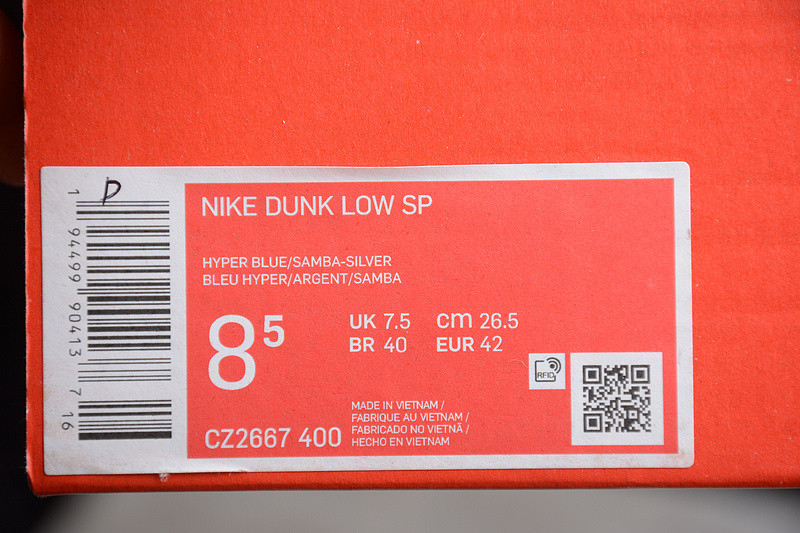 D
1 94499 90413 7 16
NIKE DUNK LOW SP
HYPER BLUE/SAMBA-SILVER
BLEU HYPER/ARGENT/SAMBA
8⁵
UK 7.5 cm 26.5
BR 40 EUR 42
RFID
CZ2667 400
MADE IN VIETNAM /
FABRIQUE AU VIETNAM /
FABRICADO NO VIETNÃ /
HECHO EN VIETNAM